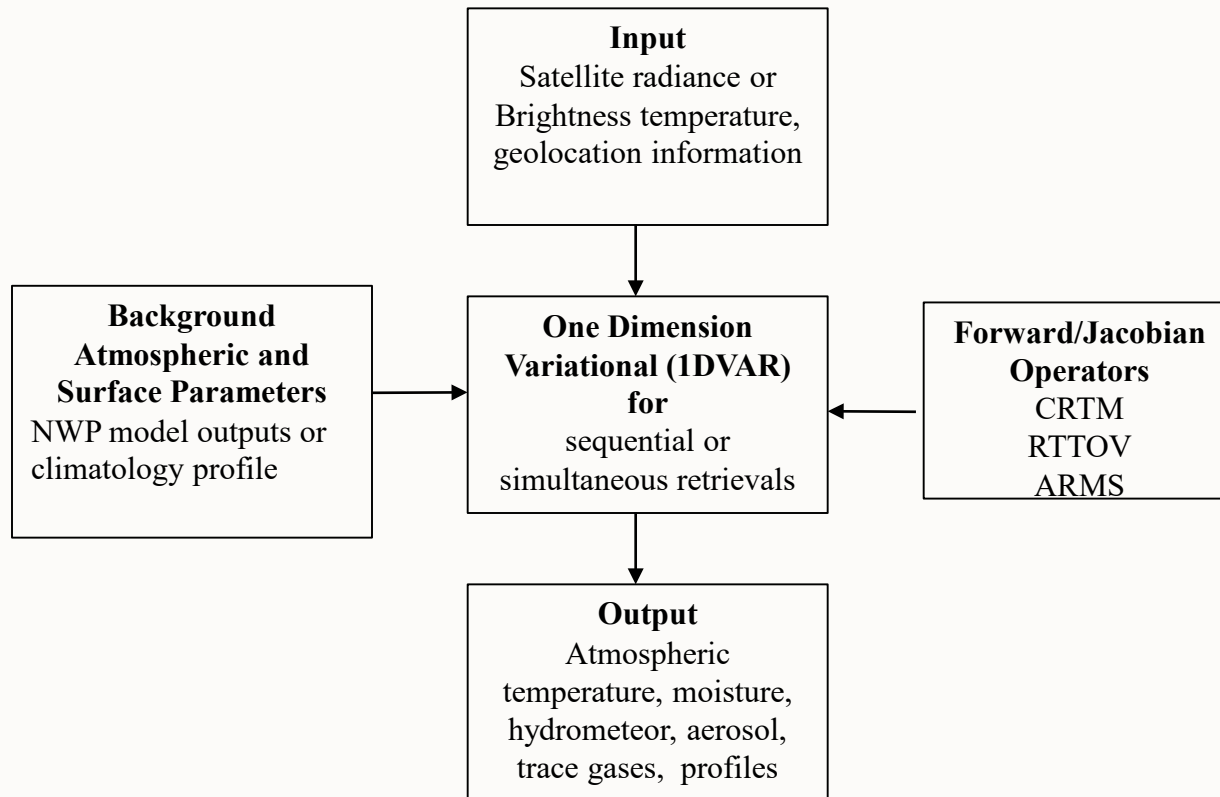 Input
Satellite radiance or
Brightness temperature,
geolocation information
Background
Atmospheric and
Surface Parameters
NWP model outputs or
climatology profile
One Dimension
Variational (1DVAR)
for
sequential or
simultaneous retrievals
Forward/Jacobian
Operators
CRTM
RTTOV
ARMS
Output
Atmospheric
temperature, moisture,
hydrometeor, aerosol,
trace gases, profiles